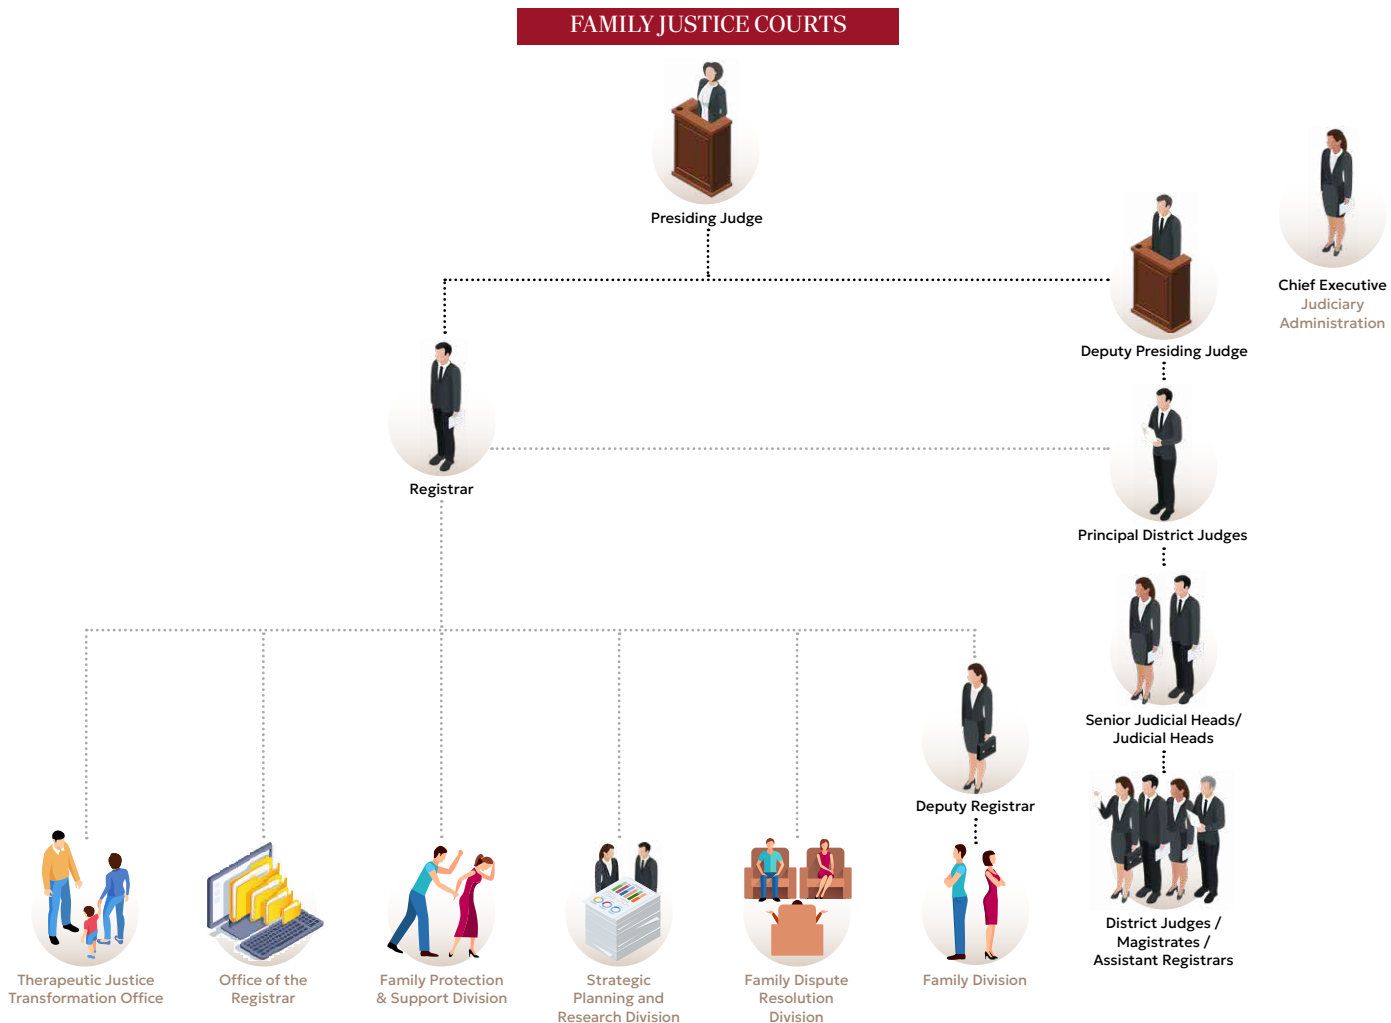 FAMILY JUSTICE COURTS
Presiding Judge
Chief Executive
Judiciary
Administration
Deputy Presiding Judge
Registrar
Principal District Judges
Senior Judicial Heads/
Judicial Heads
Deputy Registrar
District Judges /
Magistrates /
Assistant Registrars
Therapeutic Justice
Transformation Office
Office of the
Registrar
Family Protection
& Support Division
Strategic
Planning and
Research Division
Family Dispute
Resolution
Division
Family Division